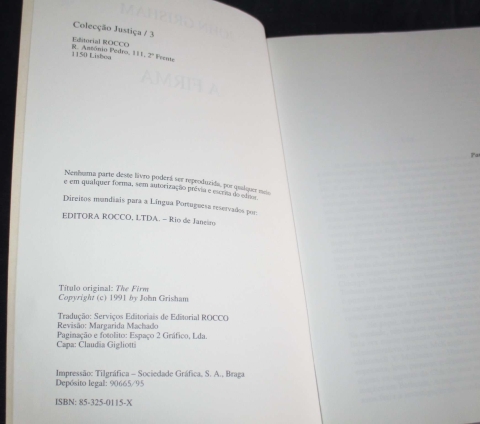 Colecção Justiça / 3
Editorial ROCCO
R. António Pedro, 111, 2º Frente
1150 Lisboa
JOHN GRISHAM
A FIRMA
Nenhuma parte deste livro poderá ser reproduzida, por qualquer meio
e em qualquer forma, sem autorização prévia e escrita do editor.
Direitos mundiais para a Língua Portuguesa reservados por:
EDITORA ROCCO, LTDA. – Rio de Janeiro
Título original: The Firm
Copyright (c) 1991 by John Grisham
Tradução: Serviços Editoriais de Editorial ROCCO
Revisão: Margarida Machado
Paginação e fotolito: Espaço 2 Gráfico, Lda.
Capa: Claudia Gigliotti
Impressão: Tilgráfica – Sociedade Gráfica, S. A., Braga
Depósito legal: 90665/95
ISBN: 85-325-0115-X